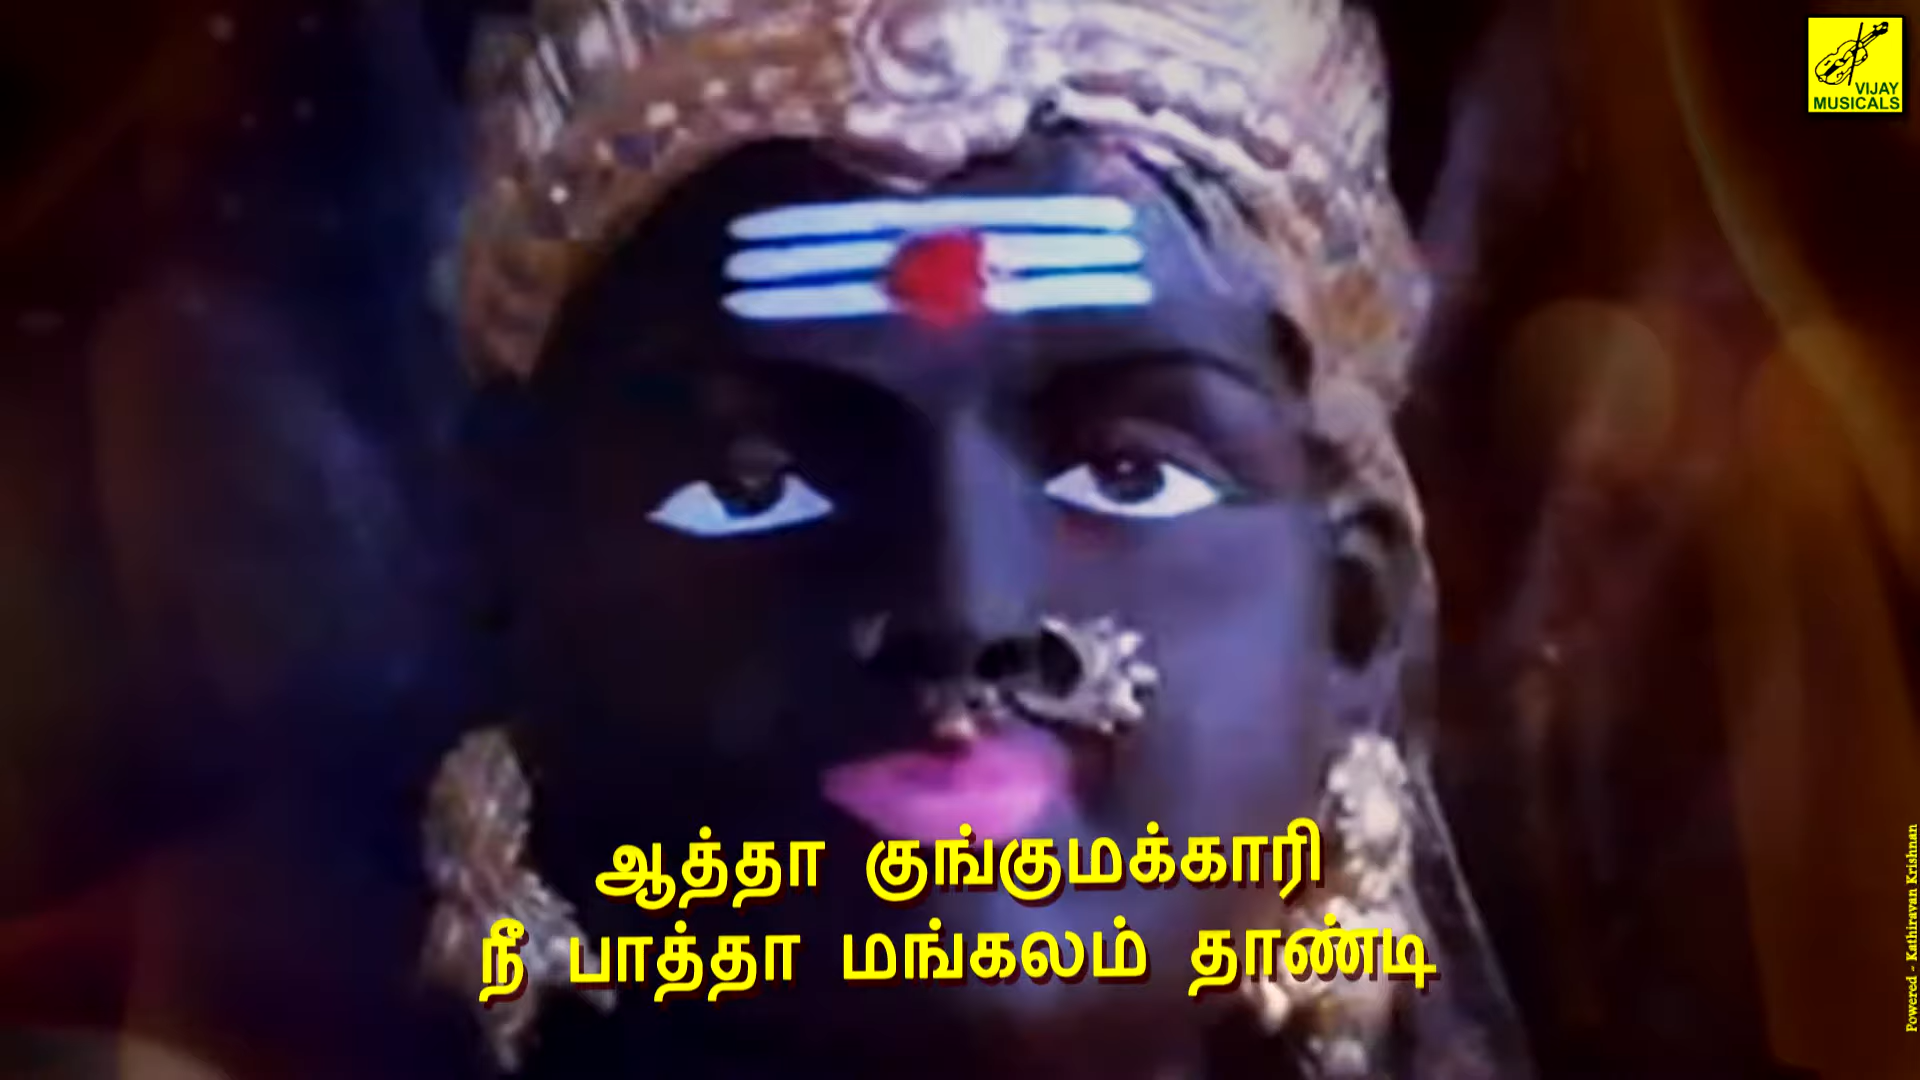 VIJAY
MUSICALS
ஆத்தா குங்குமக்காரி
நீ பாத்தா மங்கலம் தாண்டி
Powered - Kathiravan Krishnan